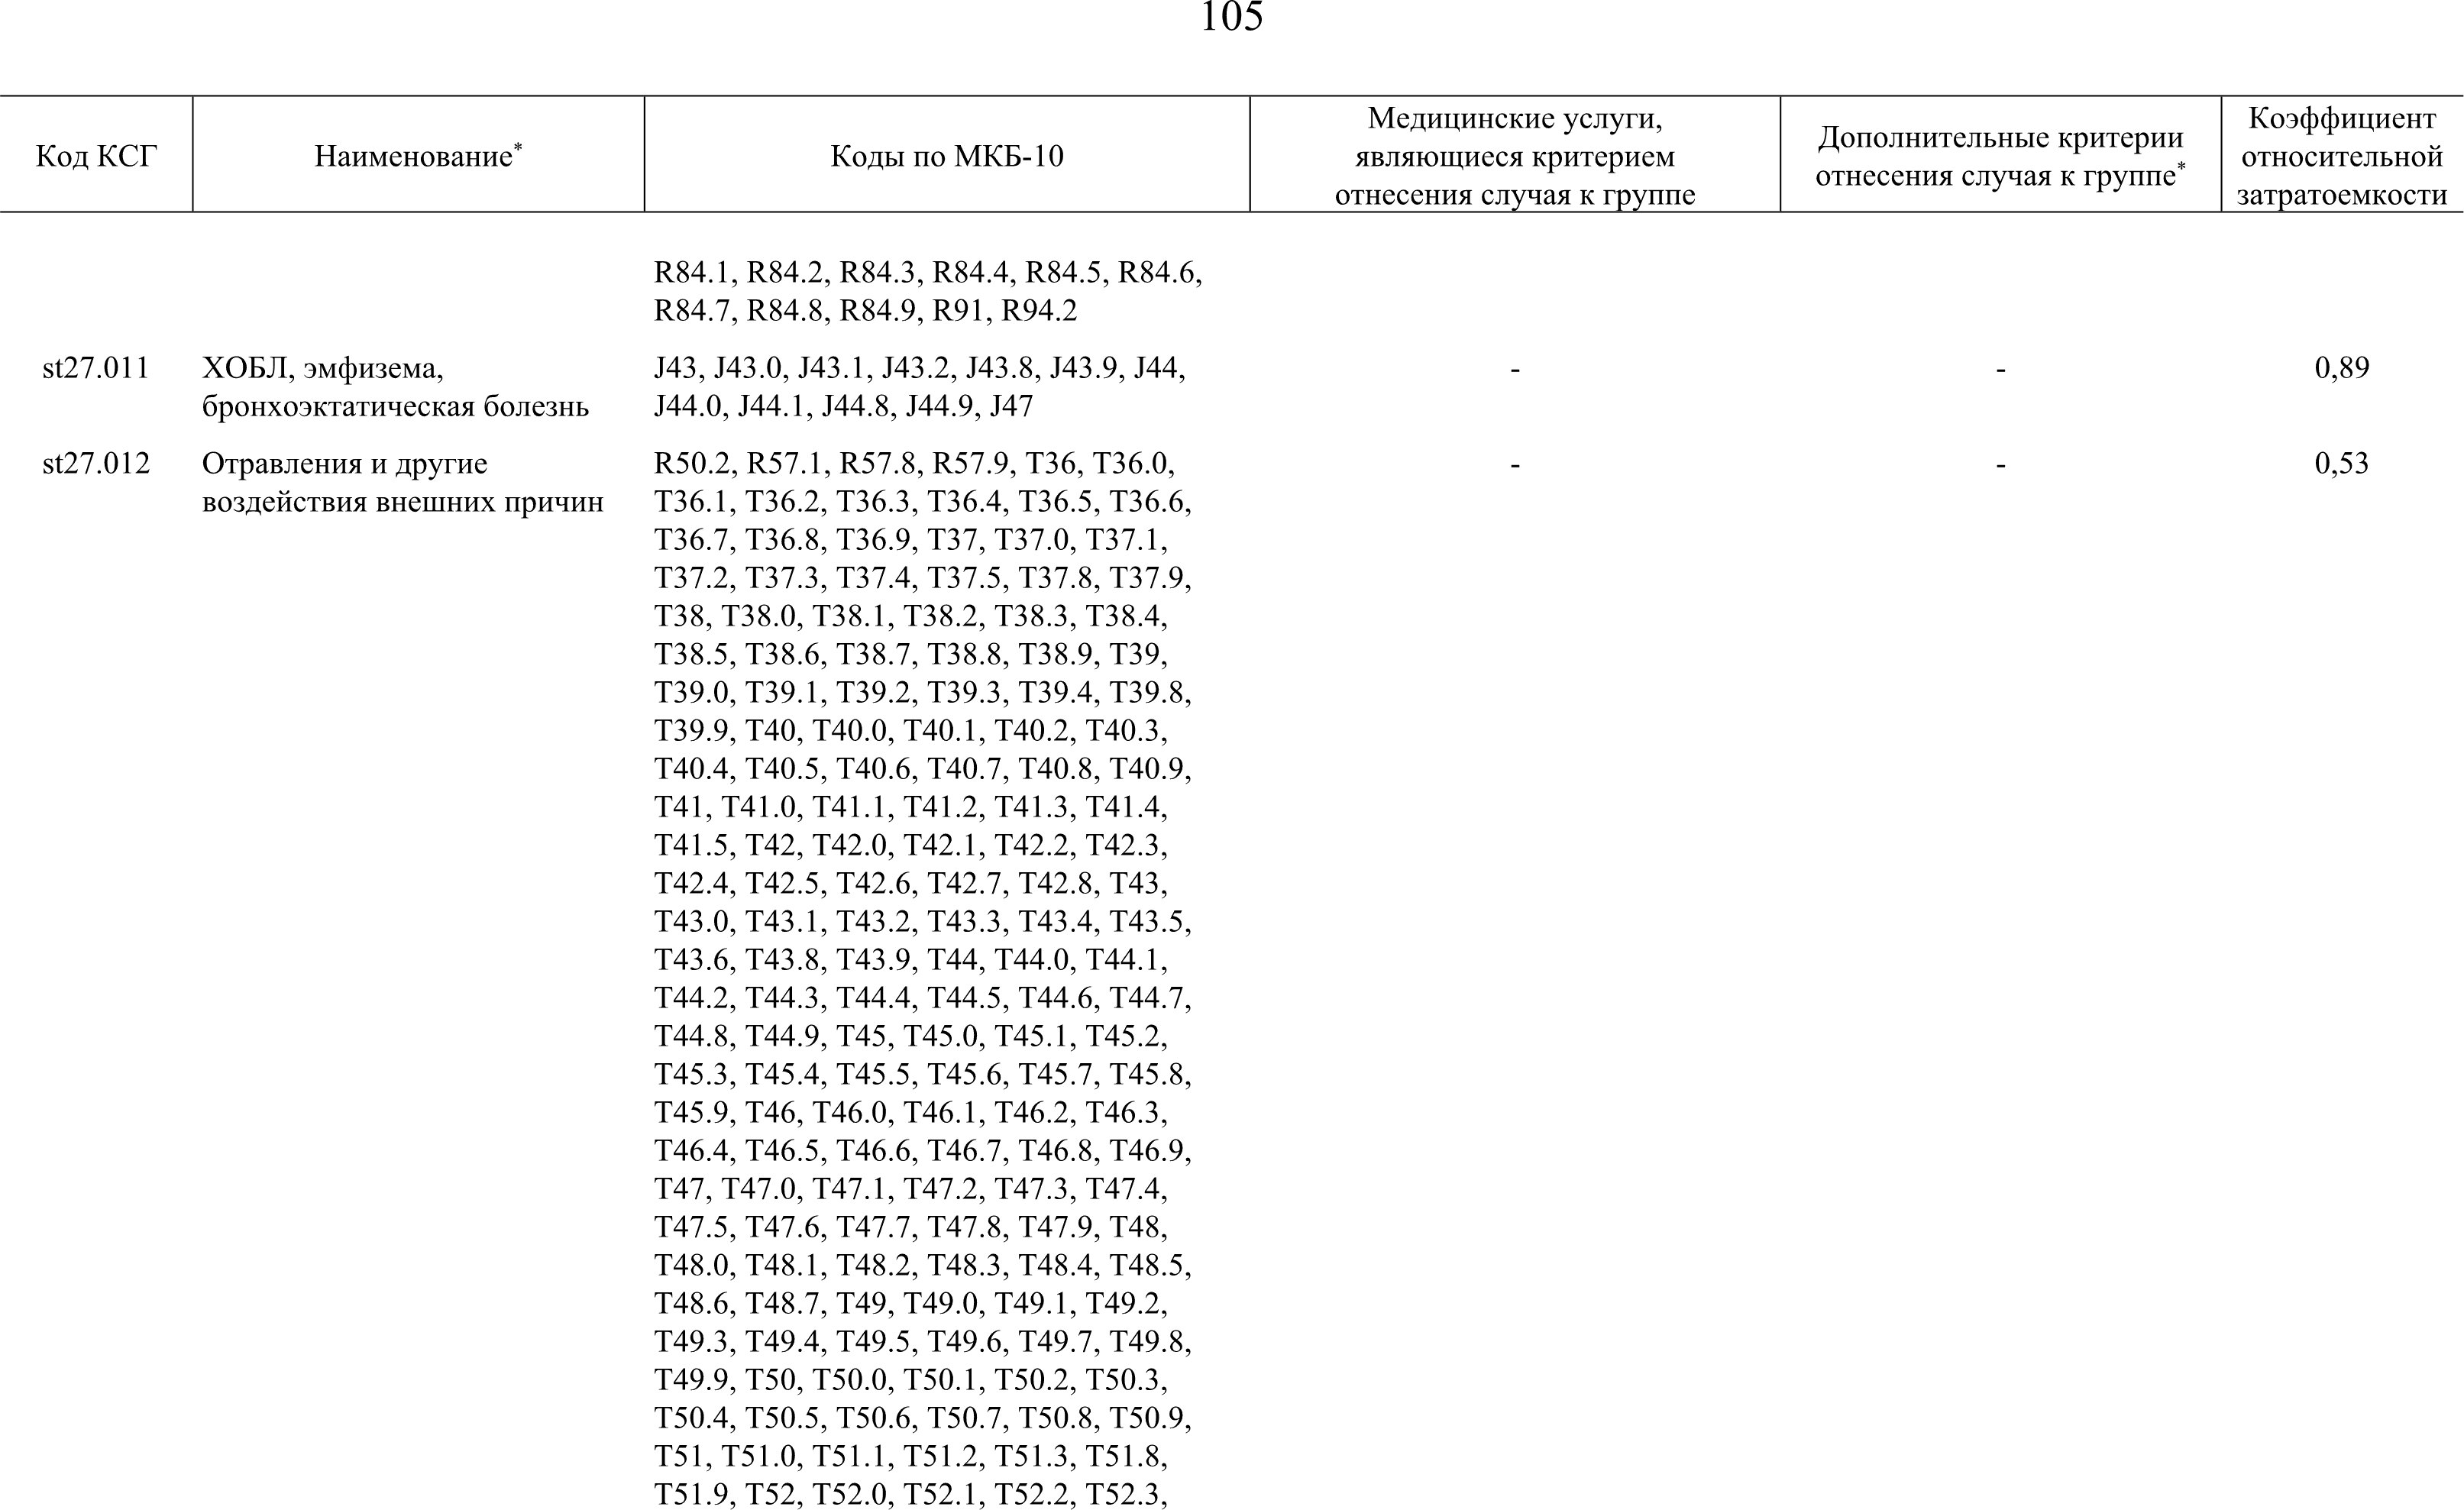 105
Код КСГ
Наименование*
Коды по МКБ-10
Медицинские услуги,
являющиеся критерием
отнесения случая к группе
Дополнительные критерии
отнесения случая к группе*
Коэффициент
относительной
затратоемкости
R84.1, R84.2, R84.3, R84.4, R84.5, R84.6,
R84.7, R84.8, R84.9, R91, R94.2
st27.011
ХОБЛ, эмфизема,
бронхоэктатическая болезнь
J43, J43.0, J43.1, J43.2, J43.8, J43.9, J44,
J44.0, J44.1, J44.8, J44.9, J47
-
-
0,89
st27.012
Отравления и другие
воздействия внешних причин
R50.2, R57.1, R57.8, R57.9, T36, T36.0,
T36.1, T36.2, T36.3, T36.4, T36.5, T36.6,
T36.7, T36.8, T36.9, T37, T37.0, T37.1,
T37.2, T37.3, T37.4, T37.5, T37.8, T37.9,
T38, T38.0, T38.1, T38.2, T38.3, T38.4,
T38.5, T38.6, T38.7, T38.8, T38.9, T39,
T39.0, T39.1, T39.2, T39.3, T39.4, T39.8,
T39.9, T40, T40.0, T40.1, T40.2, T40.3,
T40.4, T40.5, T40.6, T40.7, T40.8, T40.9,
T41, T41.0, T41.1, T41.2, T41.3, T41.4,
T41.5, T42, T42.0, T42.1, T42.2, T42.3,
T42.4, T42.5, T42.6, T42.7, T42.8, T43,
T43.0, T43.1, T43.2, T43.3, T43.4, T43.5,
T43.6, T43.8, T43.9, T44, T44.0, T44.1,
T44.2, T44.3, T44.4, T44.5, T44.6, T44.7,
T44.8, T44.9, T45, T45.0, T45.1, T45.2,
T45.3, T45.4, T45.5, T45.6, T45.7, T45.8,
T45.9, T46, T46.0, T46.1, T46.2, T46.3,
T46.4, T46.5, T46.6, T46.7, T46.8, T46.9,
T47, T47.0, T47.1, T47.2, T47.3, T47.4,
T47.5, T47.6, T47.7, T47.8, T47.9, T48,
T48.0, T48.1, T48.2, T48.3, T48.4, T48.5,
T48.6, T48.7, T49, T49.0, T49.1, T49.2,
T49.3, T49.4, T49.5, T49.6, T49.7, T49.8,
T49.9, T50, T50.0, T50.1, T50.2, T50.3,
T50.4, T50.5, T50.6, T50.7, T50.8, T50.9,
T51, T51.0, T51.1, T51.2, T51.3, T51.8,
T51.9, T52, T52.0, T52.1, T52.2, T52.3,
-
-
0,53